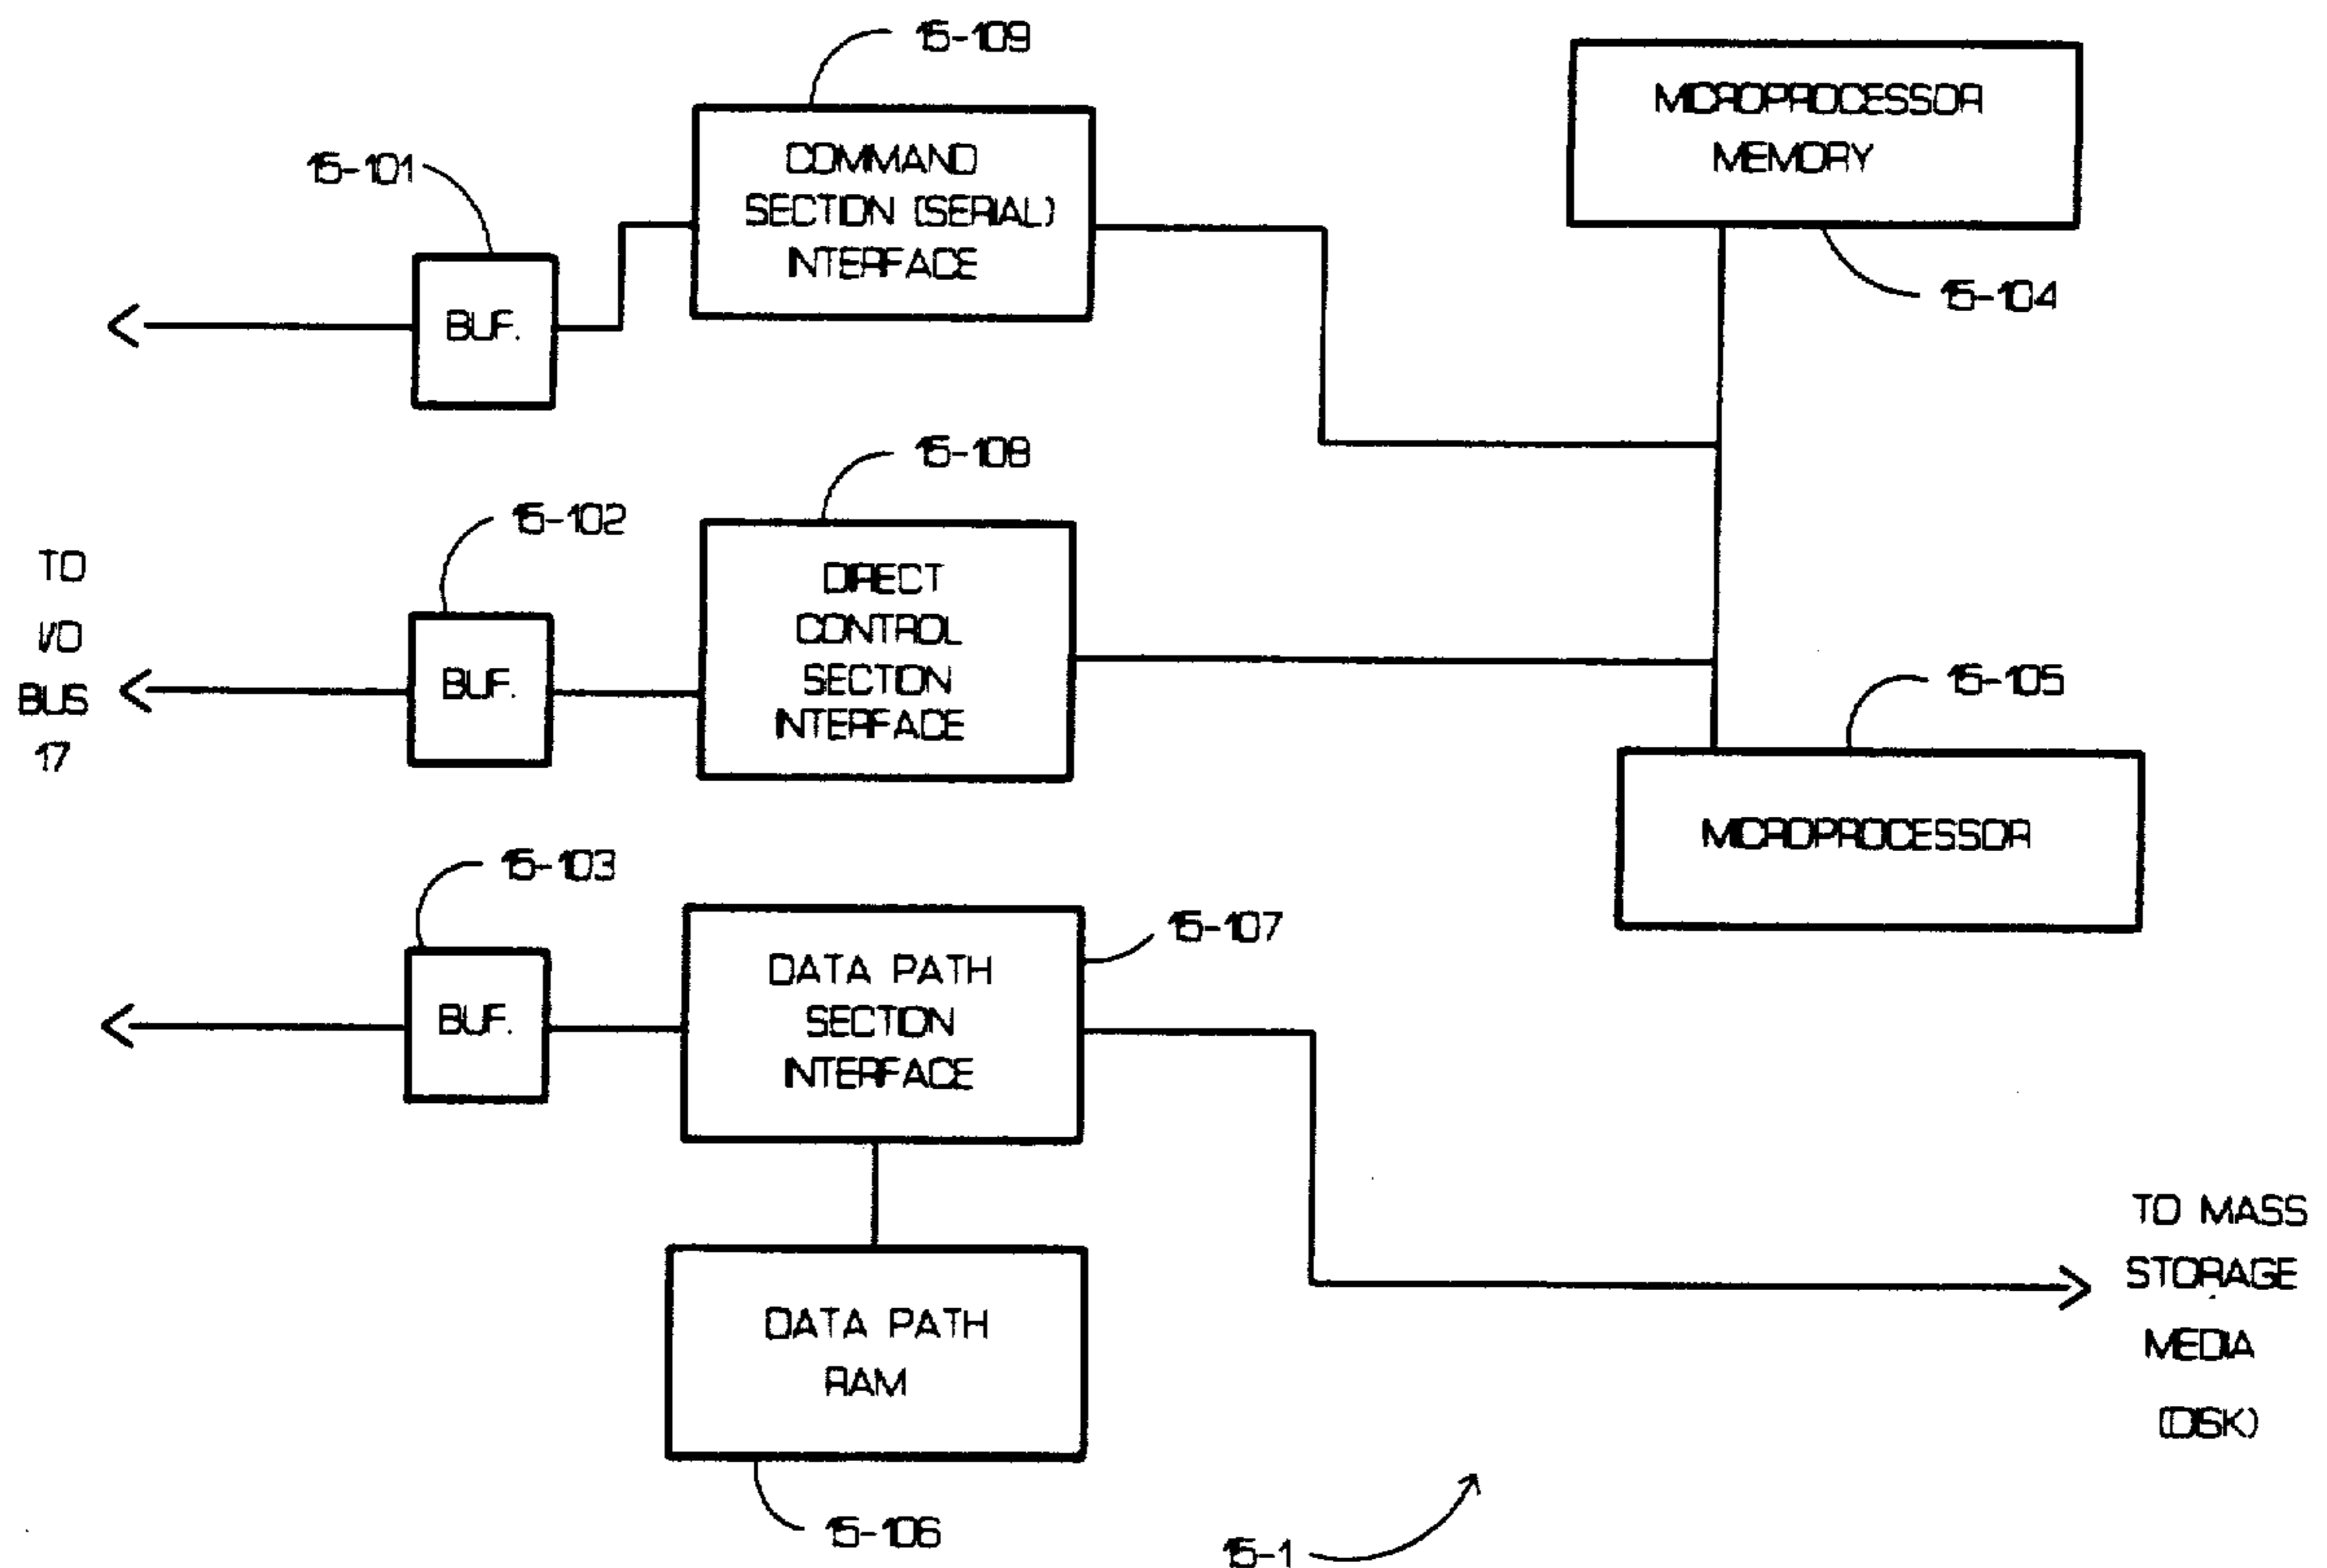 15-109
MICROPROCESSOR
MEMORY
15-104
COMMAND
SECTION (SERIAL)
INTERFACE
15-101
BUF.
15-108
15-102
DIRECT
CONTROL
SECTION
INTERFACE
BUF.
TO
I/O
BUS
17
15-105
MICROPROCESSOR
15-103
15-107
DATA PATH
SECTION
INTERFACE
BUF.
DATA PATH
RAM
15-106
TO MASS
STORAGE
MEDIA
(DISK)
15-1